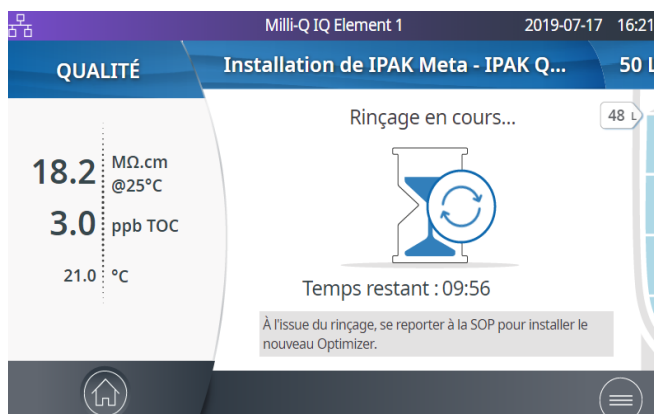 Milli-Q IQ Element 1
2019-07-17 16:21
QUALITÉ
Installation de IPAK Meta - IPAK Q...
50 L
Rinçage en cours...
48 L
18.2 MΩ.cm
@25°C
3.0 ppb TOC
21.0 °C
Temps restant : 09:56
À l'issue du rinçage, se reporter à la SOP pour installer le
nouveau Optimizer.